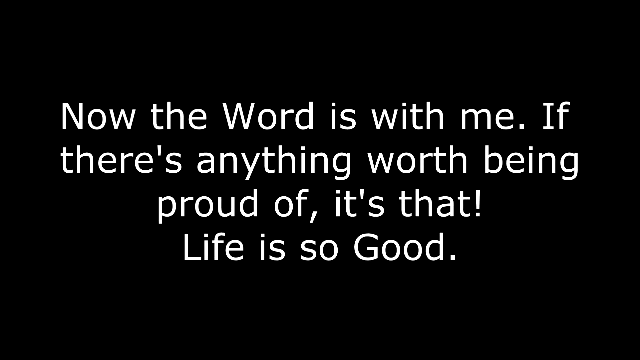 Now the Word is with me. If
there's anything worth being
proud of, it's that!
Life is so Good.